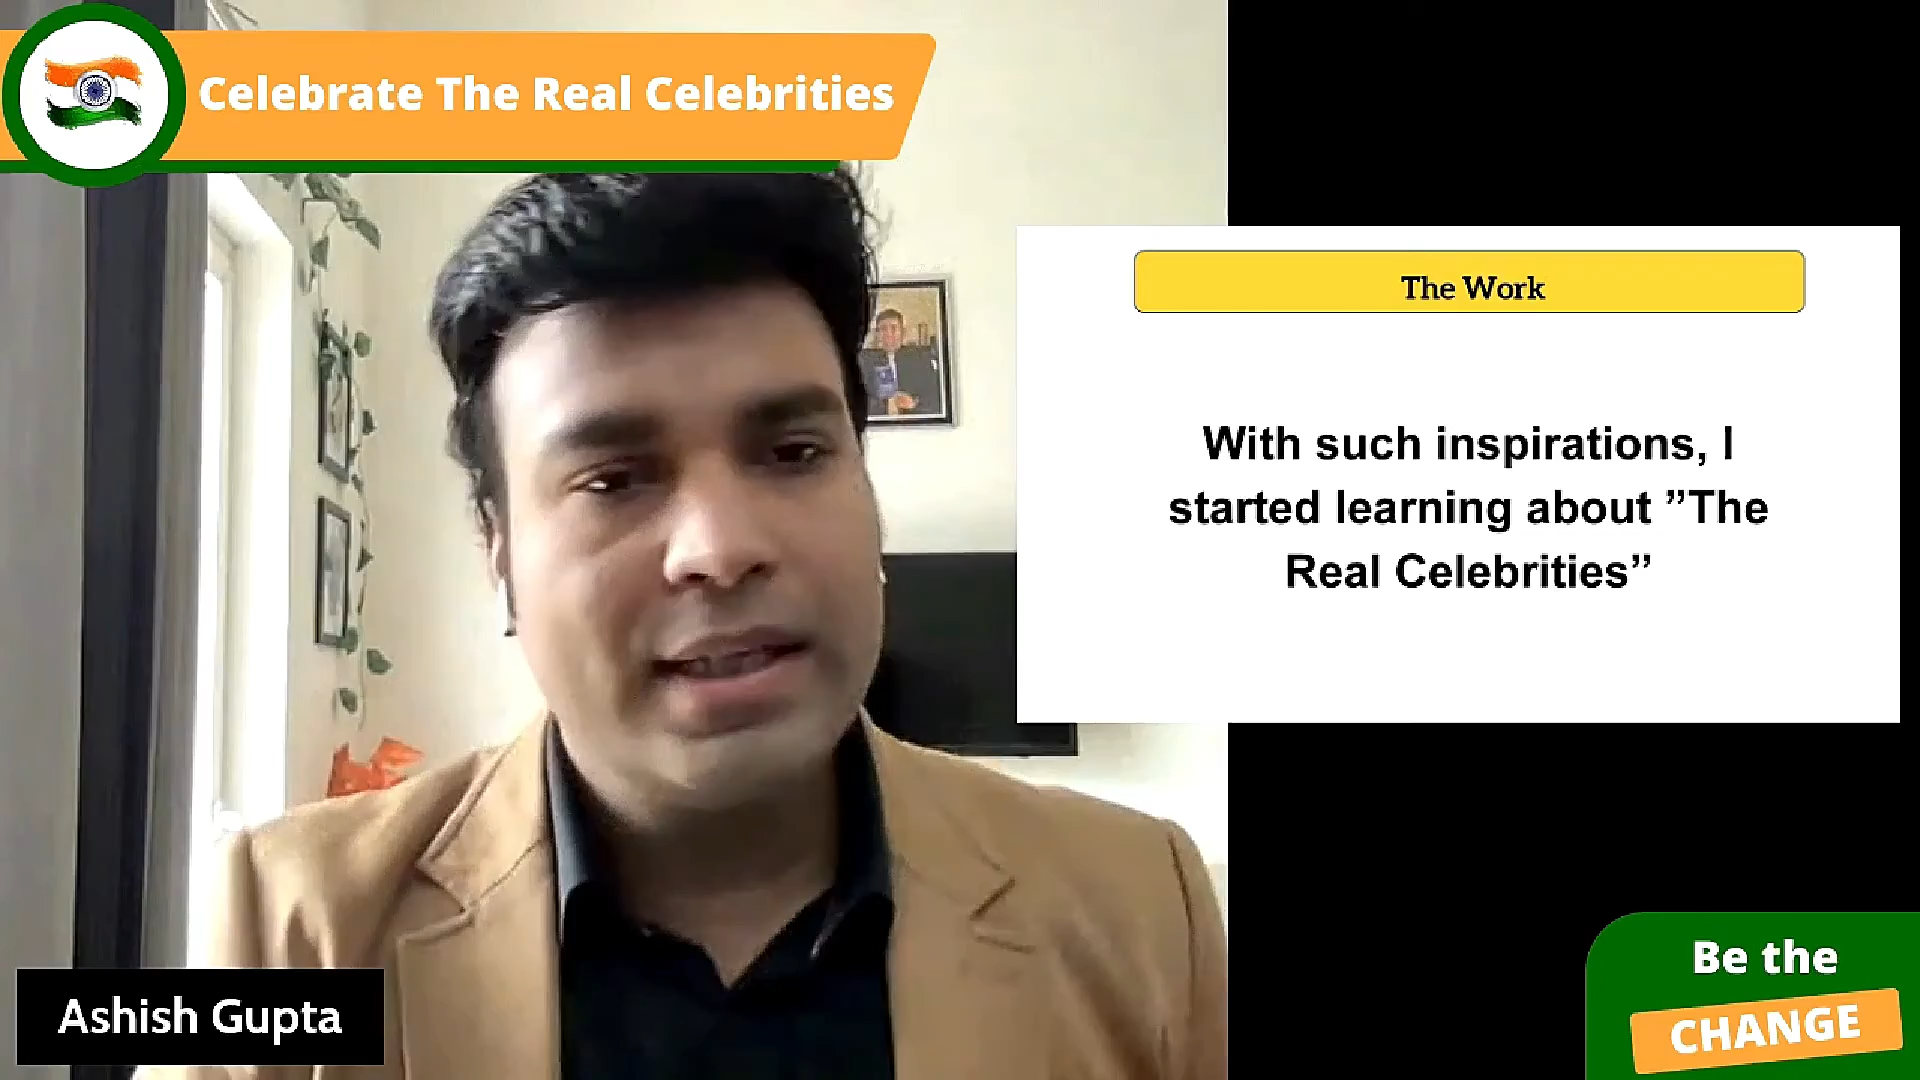 Celebrate The Real Celebrities
The Work
With such inspirations, I
started learning about ”The
Real Celebrities”
Ashish Gupta
Be the
CHANGE